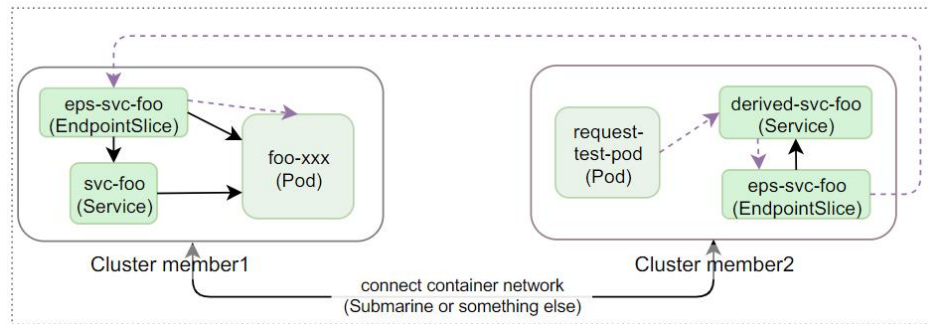 eps-svc-foo
(EndpointSlice)
svc-foo
(Service)
foo-xxx
(Pod)
Cluster member1
request-
test-pod
(Pod)
derived-svc-foo
(Service)
eps-svc-foo
(EndpointSlice)
Cluster member2
connect container network
(Submarine or something else)